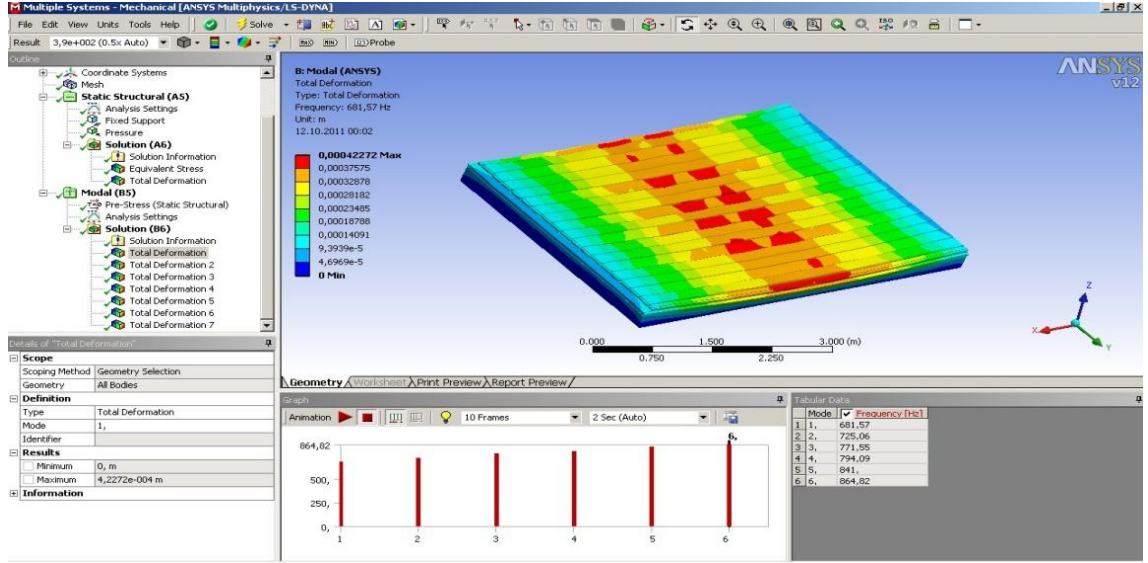 Multiple Systems - Mechanical [ANSYS Multiphysics/LS-DYNA]
File Edit View Units Tools Help Solve
Result 3,9e+002 (0.5x Auto) Probe
Outline
Coordinate Systems
Mesh
Static Structural (A5)
Analysis Settings
Fixed Support
Pressure
Solution (A6)
Solution Information
Equivalent Stress
Total Deformation
Modal (B5)
Pre-Stress (Static Structural)
Analysis Settings
Solution (B6)
Solution Information
Total Deformation
Total Deformation 2
Total Deformation 3
Total Deformation 4
Total Deformation 5
Total Deformation 6
Total Deformation 7
Details of "Total Deformation"
Scope
Scoping Method Geometry Selection
Geometry All Bodies
Definition
Type Total Deformation
Mode 1,
Identifier
Results
Minimum 0, m
Maximum 4,2272e-004 m
Information
B: Modal (ANSYS)
Total Deformation
Type: Total Deformation
Frequency: 681,57 Hz
Unit: m
12.10.2011 00:02
0,00042272 Max
0,00037575
0,00032878
0,00028182
0,00023485
0,00018788
0,00014091
9,3939e-5
4,6969e-5
0 Min
ANSYS
v12
Z
X
Y
0.000 1.500 3.000 (m)
0.750 2.250
Geometry Worksheet Print Preview Report Preview
Graph
Animation 10 Frames 2 Sec (Auto)
6,
864,82
500,
250,
0,
1 2 3 4 5 6
Tabular Data
Mode Frequency [Hz]
1 1, 681,57
2 2, 725,06
3 3, 771,55
4 4, 794,09
5 5, 841,
6 6, 864,82